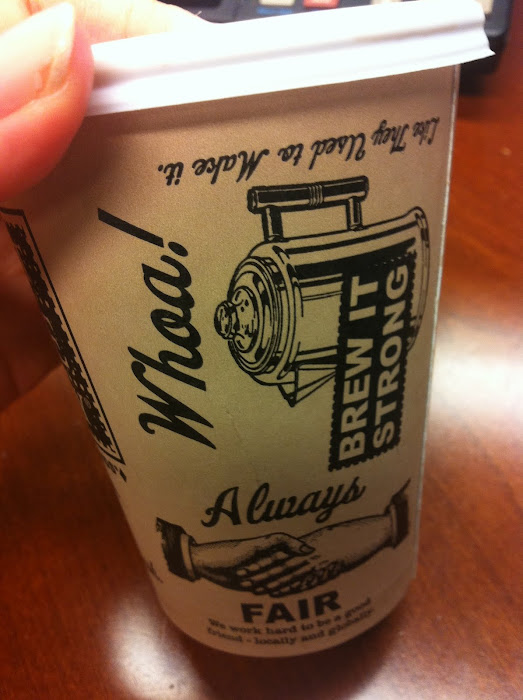 Like They Used to Make it.
Whoa!
BREW IT
STRONG
Always
FAIR
We work hard to be a good
friend - locally and globally.